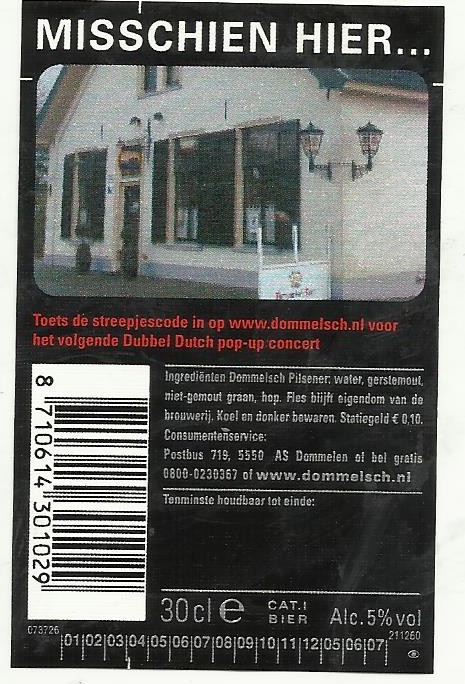 MISSCHIEN HIER...
Toets de streepjescode in op www.dommelsch.nl voor
het volgende Dubbel Dutch pop-up concert
Ingrediënten Dommelsch Pilsener: water, gerstemout,
niet-gemout graan, hop. Fles blijft eigendom van de
brouwerij. Koel en donker bewaren. Statiegeld € 0,10.
Consumentenservice:
Postbus 719, 5550 AS Dommelen of bel gratis
0800-0230367 of www.dommelsch.nl
Tenminste houdbaar tot einde:
8 710614 301029
30cl e CAT.I BIER Alc.5% vol
073726
211260
01|02|03|04|05|06|07|08|09|10|11|12|05|06|07|